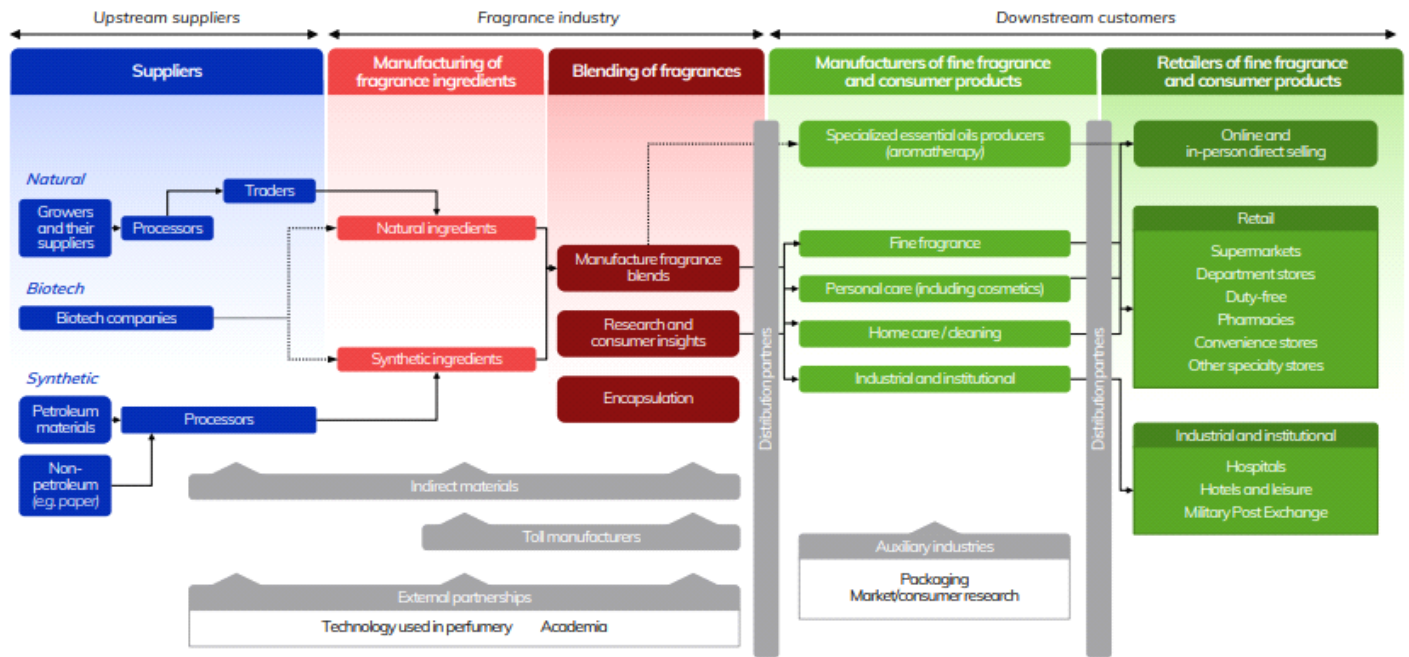 Upstream suppliers
Fragrance industry
Downstream customers
Suppliers
Manufacturing of
fragrance ingredients
Blending of fragrances
Manufacturers of fine fragrance
and consumer products
Retailers of fine fragrance
and consumer products
Natural
Growers
and their
suppliers
Processors
Traders
Biotech
Biotech companies
Synthetic
Petroleum
materials
Processors
Non-
petroleum
(e.g. paper)
Natural ingredients
Synthetic ingredients
Manufacture fragrance
blends
Research and
consumer insights
Encapsulation
Indirect materials
Toll manufacturers
External partnerships
Technology used in perfumery
Academia
Distribution partners
Specialized essential oils producers
(aromatherapy)
Fine fragrance
Personal care (including cosmetics)
Home care / cleaning
Industrial and institutional
Auxiliary industries
Packaging
Market/consumer research
Distribution partners
Online and
in-person direct selling
Retail
Supermarkets
Department stores
Duty-free
Pharmacies
Convenience stores
Other specialty stores
Industrial and institutional
Hospitals
Hotels and leisure
Military Post Exchange